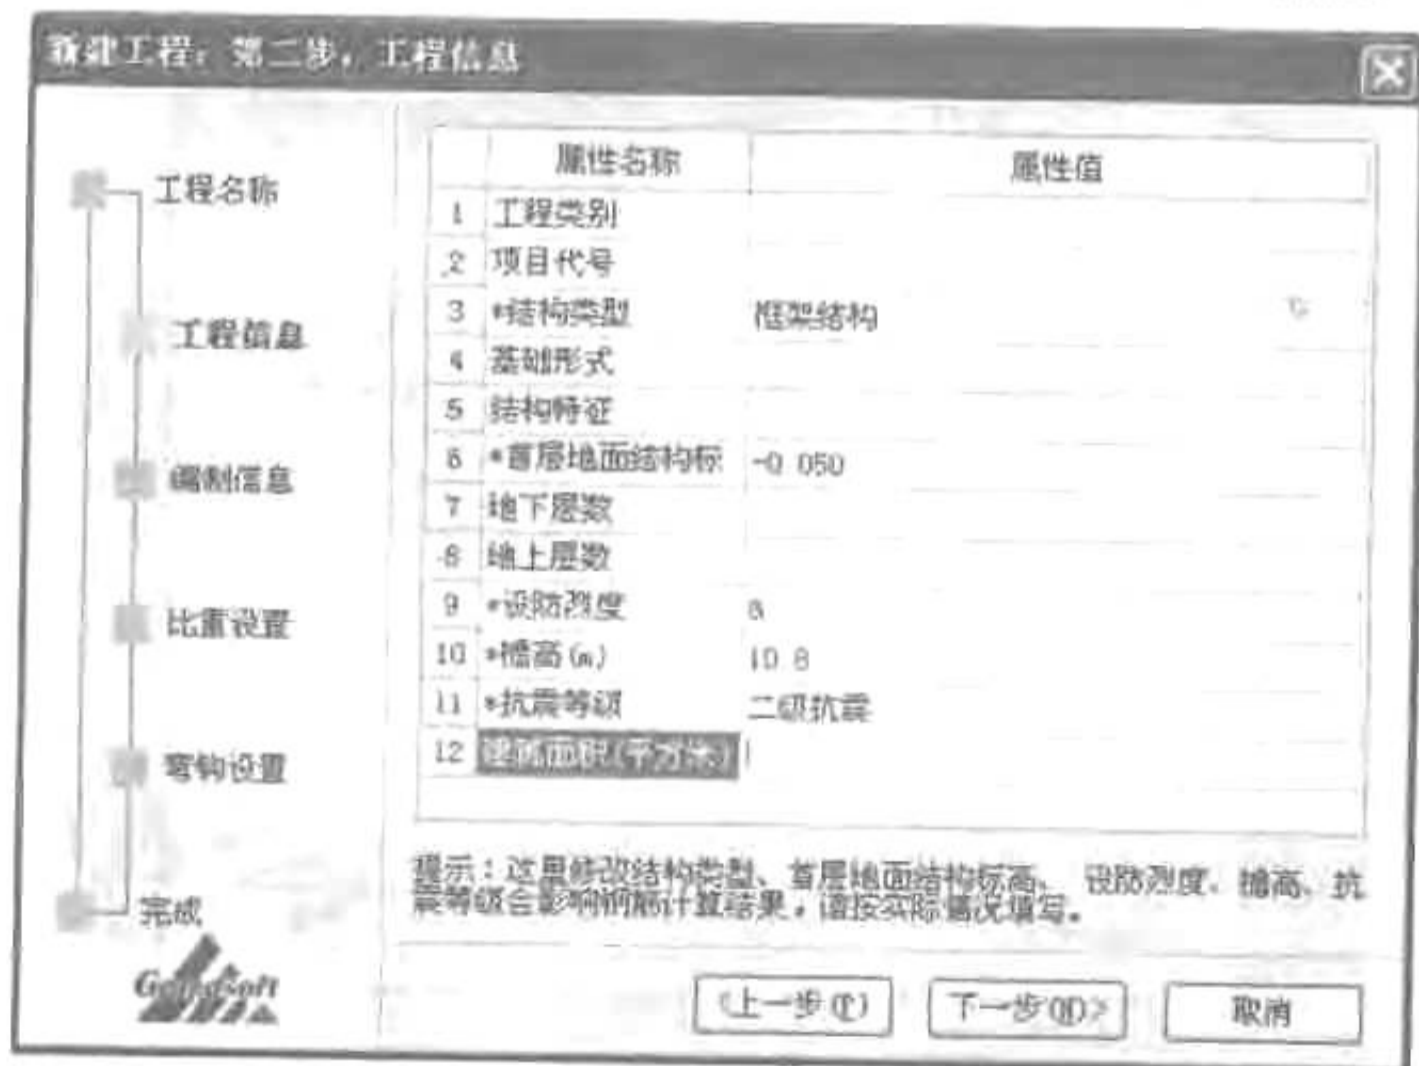 新建工程：第二步，工程信息
工程名称
工程信息
编制信息
比重设置
弯钩设置
完成
属性名称 属性值
1 工程类别
2 项目代号
3 *结构类型 框架结构
4 基础形式
5 结构特征
6 *首层地面结构标 -0.050
7 地下层数
8 地上层数
9 *设防烈度
10 *檐高(m) 10.8
11 *抗震等级 二级抗震
12 建筑面积(平方米)
提示：这里修改结构类型、首层地面结构标高、设防烈度、檐高、抗
震等级会影响钢筋计算结果，请按实际情况填写。
<上一步(P)
下一步(N)>
取消